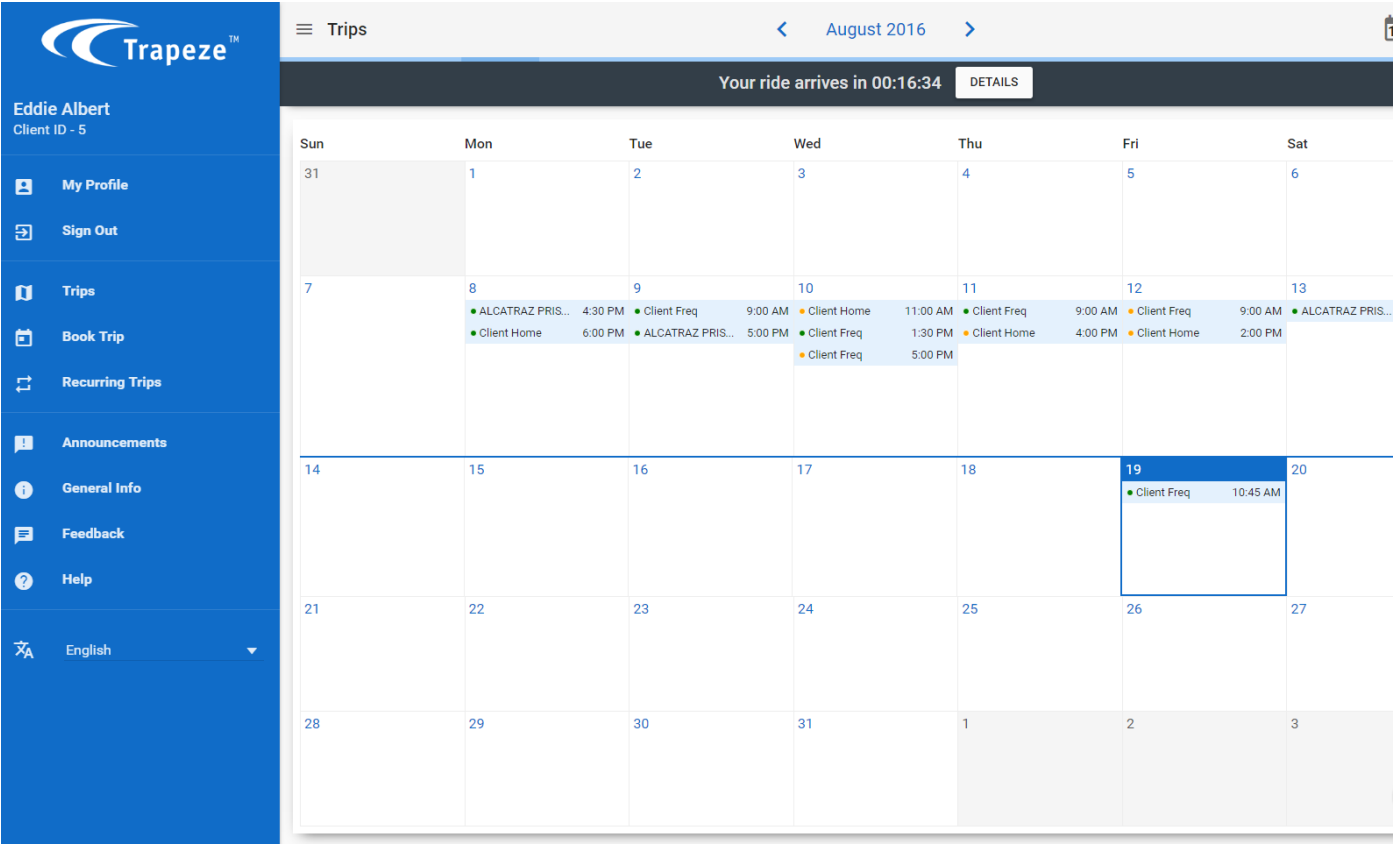 Trapeze™
Eddie Albert
Client ID - 5
My Profile
Sign Out
Trips
Book Trip
Recurring Trips
Announcements
General Info
Feedback
Help
English
Trips
August 2016
Your ride arrives in 00:16:34 DETAILS
Sun Mon Tue Wed Thu Fri Sat
31 1 2 3 4 5 6
7 8 9 10 11 12 13
ALCATRAZ PRIS... 4:30 PM Client Freq 9:00 AM Client Home 11:00 AM Client Freq 9:00 AM Client Freq 9:00 AM ALCATRAZ PRIS...
Client Home 6:00 PM ALCATRAZ PRIS... 5:00 PM Client Freq 1:30 PM Client Home 4:00 PM Client Home 2:00 PM
Client Freq 5:00 PM
14 15 16 17 18 19 20
Client Freq 10:45 AM
21 22 23 24 25 26 27
28 29 30 31 1 2 3